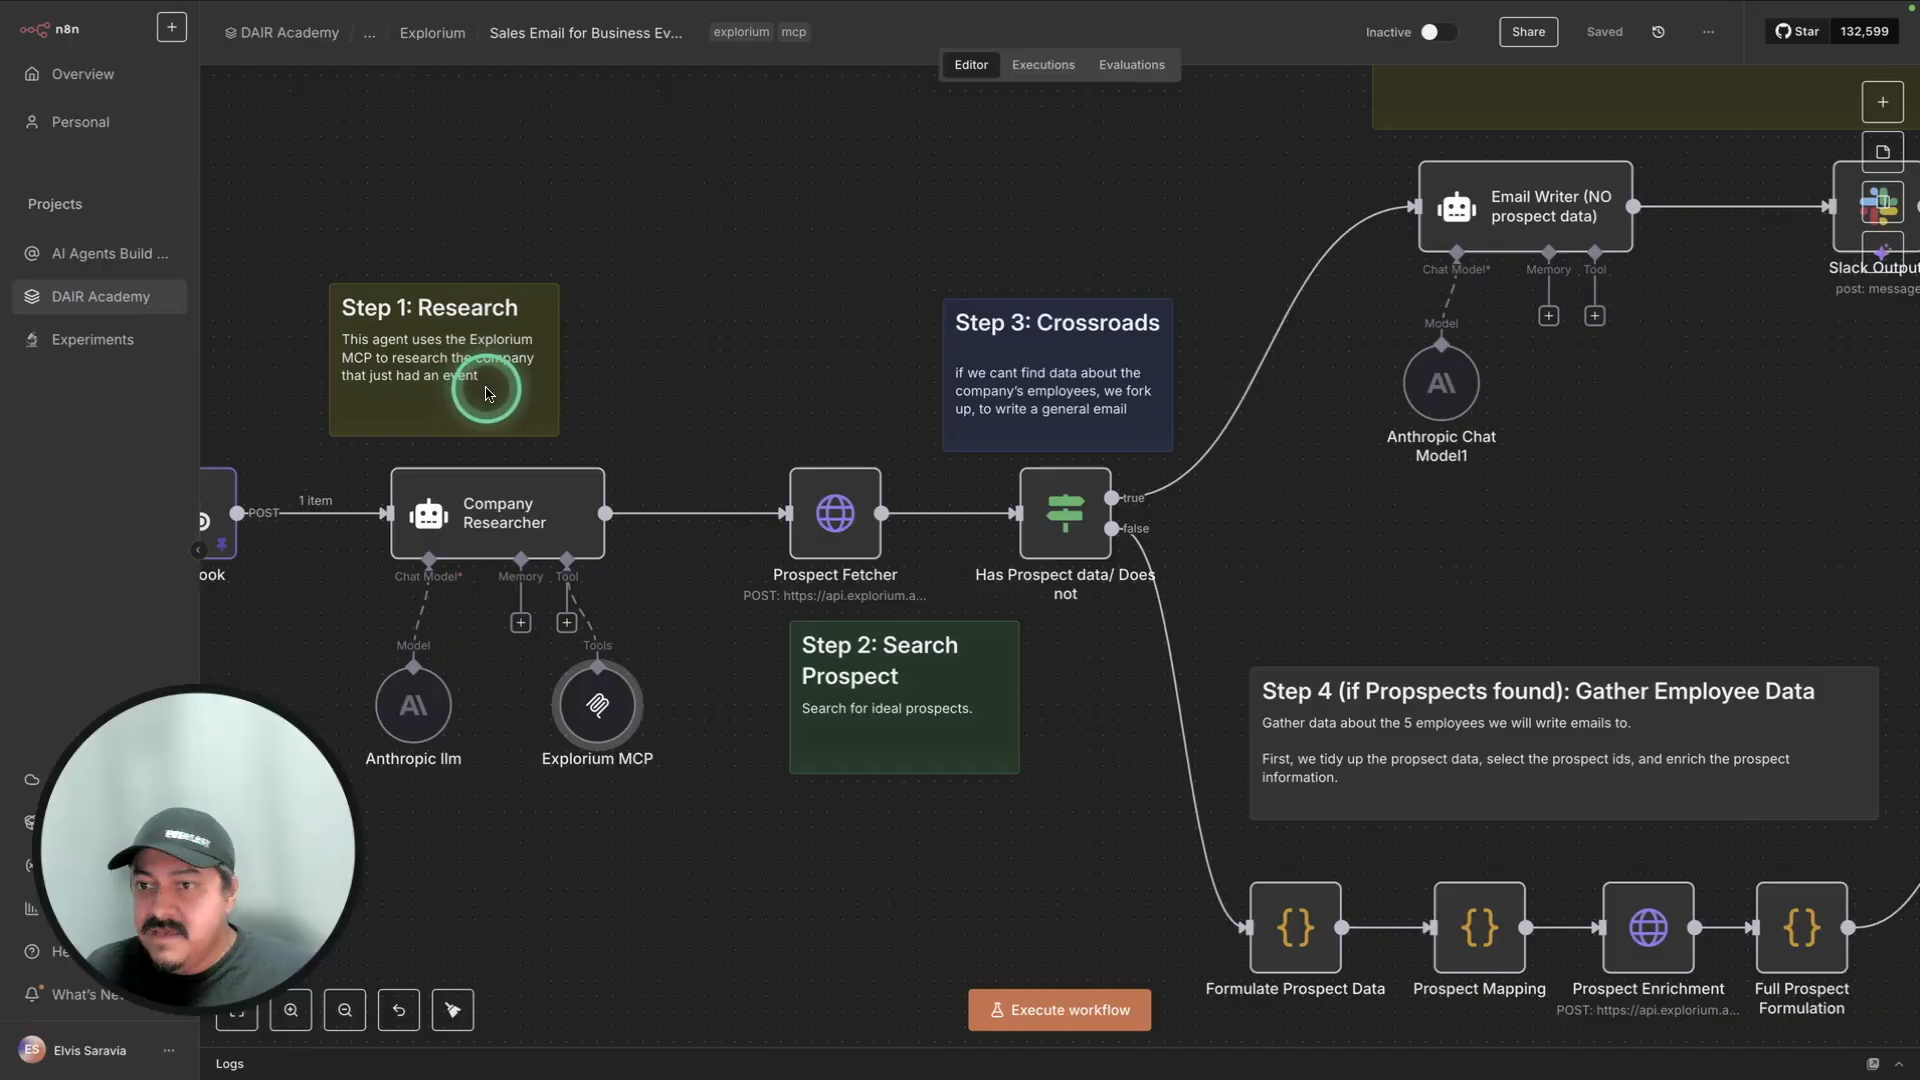 n8n
DAIR Academy / ... / Explorium Sales Email for Business Ev... explorium mcp
Inactive
Share
Saved
Star 132,599
Editor Executions Evaluations
Overview
Personal
Projects
AI Agents Build ...
DAIR Academy
Experiments
What's Ne
Elvis Saravia
ES
Step 1: Research
This agent uses the Explorium
MCP to research the company
that just had an event
Step 3: Crossroads
if we cant find data about the
company's employees, we fork
up, to write a general email
Email Writer (NO
prospect data)
Chat Model*
Memory
Tool
Model
Anthropic Chat
Model1
Slack Output
post: message
ook
POST
1 item
Company
Researcher
Chat Model*
Memory
Tool
Model
Tools
Anthropic llm
Explorium MCP
Prospect Fetcher
POST: https://api.explorium.a...
Has Prospect data/ Does
not
true
false
Step 2: Search
Prospect
Search for ideal prospects.
Step 4 (if Propspects found): Gather Employee Data
Gather data about the 5 employees we will write emails to.
First, we tidy up the propsect data, select the prospect ids, and enrich the prospect
information.
Formulate Prospect Data
Prospect Mapping
Prospect Enrichment
POST: https://api.explorium.a...
Full Prospect
Formulation
Execute workflow
Logs